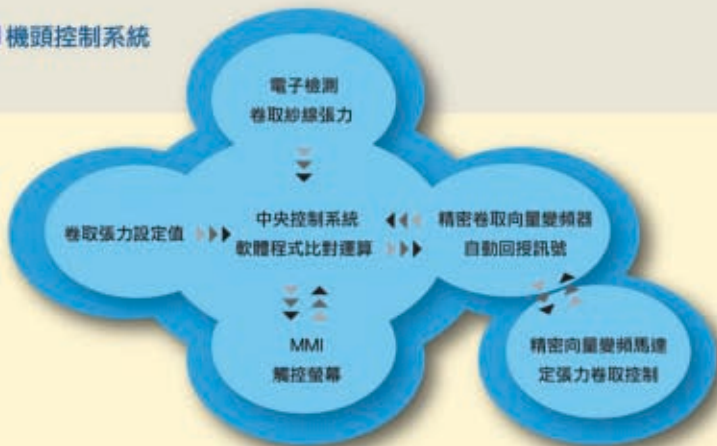 機頭控制系統
電子檢測
卷取紗線張力
卷取張力設定值
中央控制系統
軟體程式比對運算
精密卷取向量變頻器
自動回授訊號
MMI
觸控螢幕
精密向量變頻馬達
定張力卷取控制